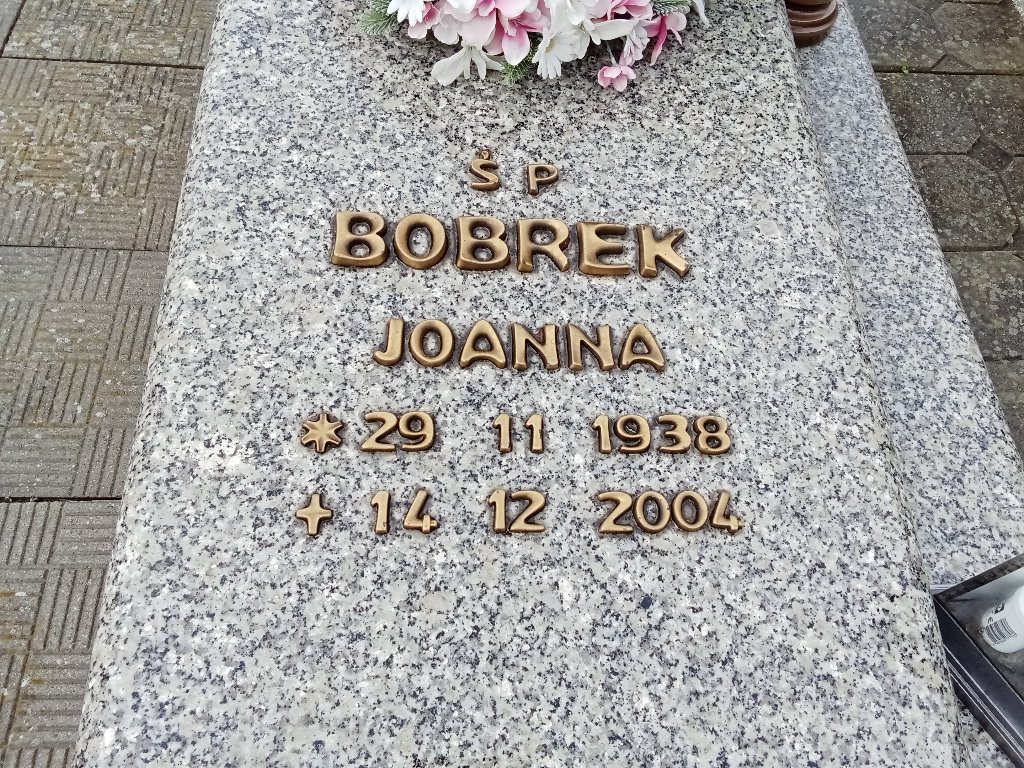 Ś P
BOBREK
JOANNA
* 29 11 1938
+ 14 12 2004